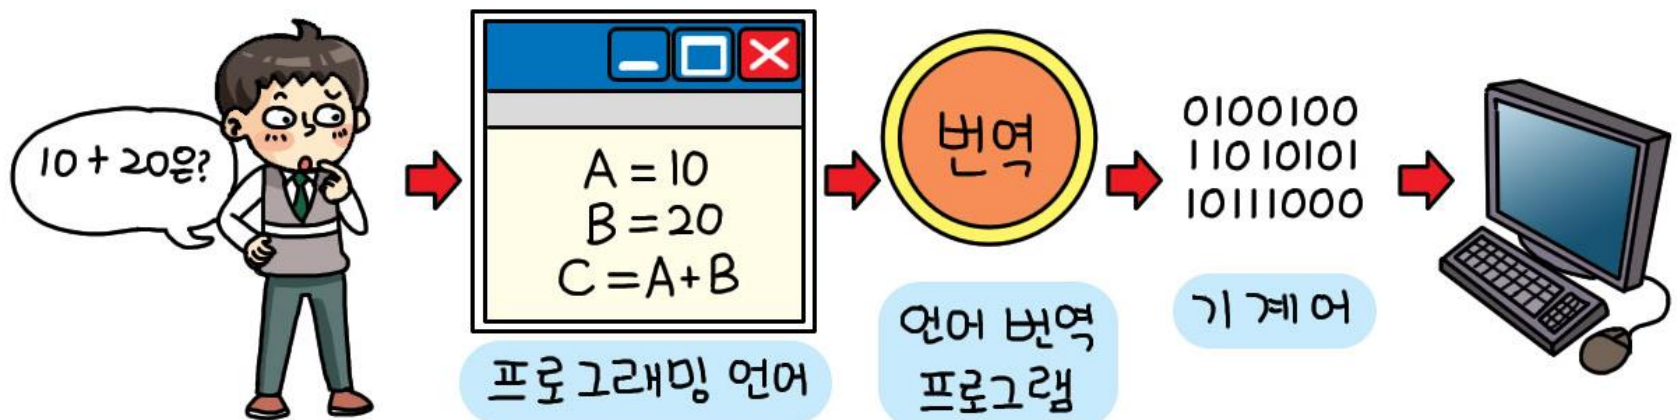 10 + 20은?
A = 10
B = 20
C = A + B
프로그래밍 언어
번역
언어 번역
프로그램
0100100
11010101
10111000
기계어